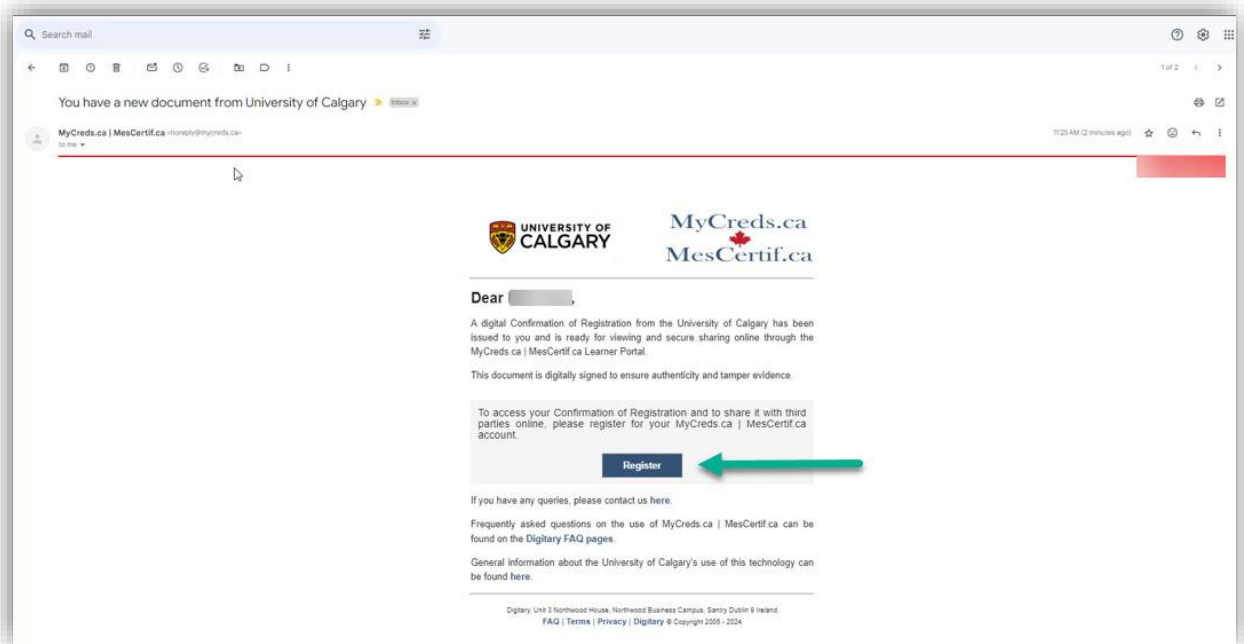 Search mail
1 of 2
You have a new document from University of Calgary
Inbox x
MyCreds.ca | MesCertif.ca <noreply@mycreds.ca>
11:23 AM (2 minutes ago)
to me
UNIVERSITY OF
CALGARY
MyCreds.ca
MesCertif.ca
Dear
A digital Confirmation of Registration from the University of Calgary has been
issued to you and is ready for viewing and secure sharing online through the
MyCreds.ca | MesCertif.ca Learner Portal.
This document is digitally signed to ensure authenticity and tamper evidence.
To access your Confirmation of Registration and to share it with third
parties online, please register for your MyCreds.ca | MesCertif.ca
account.
Register
If you have any queries, please contact us here.
Frequently asked questions on the use of MyCreds.ca | MesCertif.ca can be
found on the Digitary FAQ pages.
General information about the University of Calgary's use of this technology can
be found here.
Digitary, Unit 3 Northwood House, Northwood Business Campus, Santry Dublin 9 Ireland
FAQ | Terms | Privacy | Digitary © Copyright 2005 - 2024